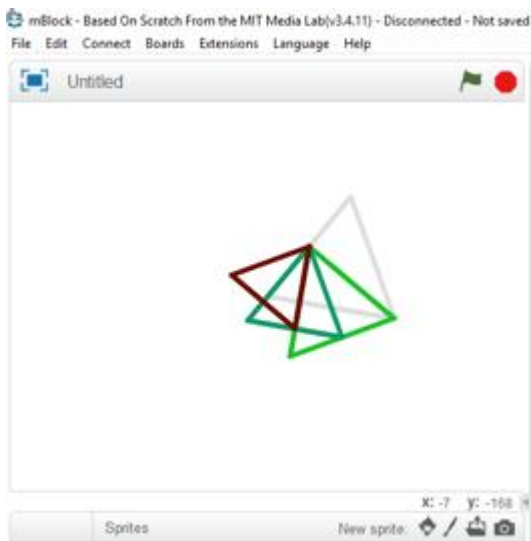 mBlock - Based On Scratch From the MIT Media Lab(v3.4.11) - Disconnected - Not saved
File Edit Connect Boards Extensions Language Help
Untitled
x: -7 y: -168
Sprites New sprite: